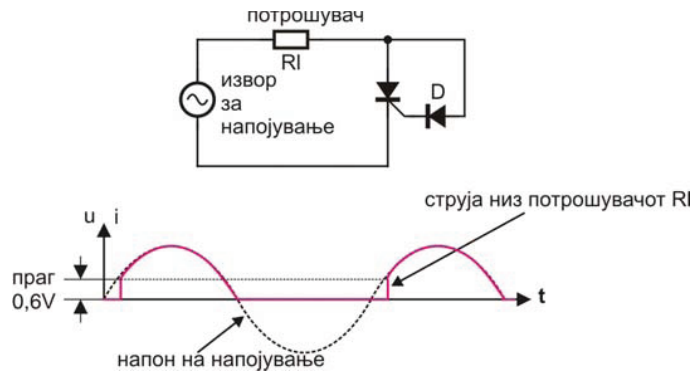 потрошувач
Rl
извор
за
напојување
D
u i
струја низ потрошувачот Rl
праг
0,6V
t
напон на напојување